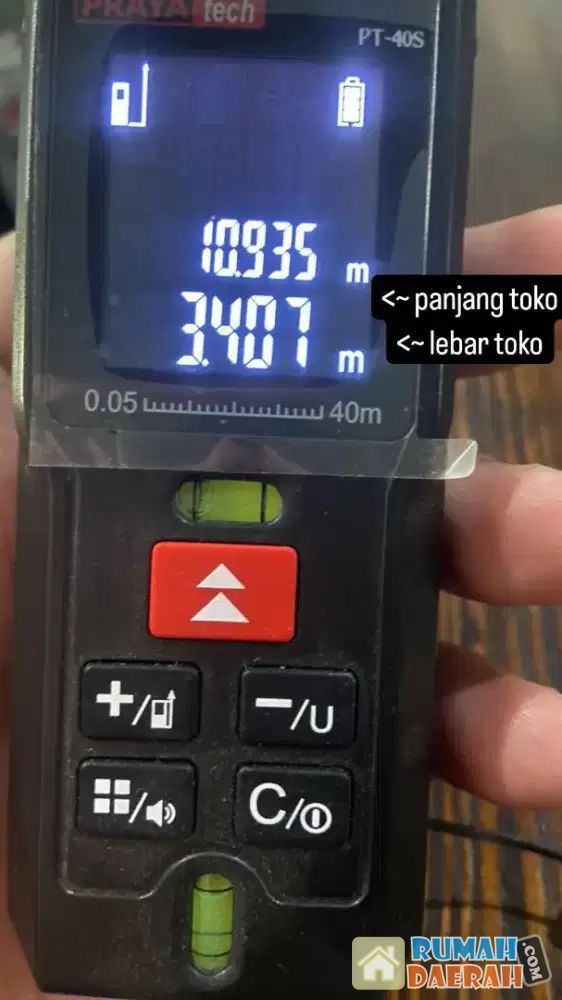 PRAYA tech
PT-40S
10.935 m
<~ panjang toko
3.407 m
<~ lebar toko
0.05 40m
+/
-/U
C/
RUMAH
DAERAH
.COM